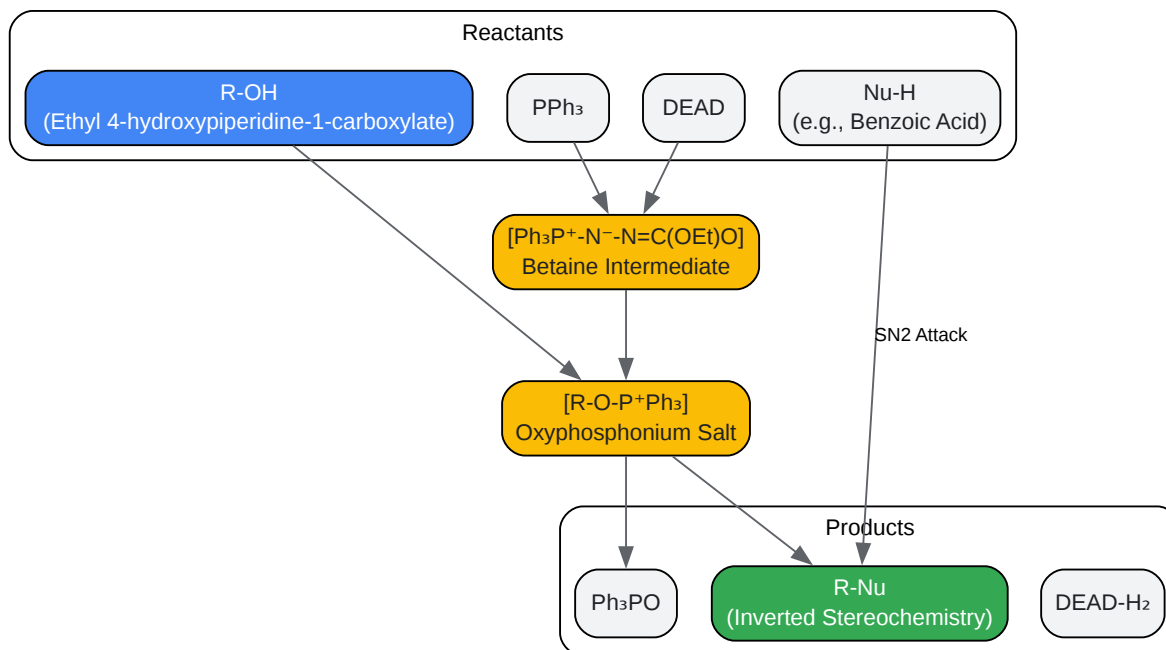 Reactants
R-OH
(Ethyl 4-hydroxypiperidine-1-carboxylate)
PPh₃
DEAD
Nu-H
(e.g., Benzoic Acid)
[Ph₃P⁺-N⁻-N=C(OEt)O]
Betaine Intermediate
SN2 Attack
[R-O-P⁺Ph₃]
Oxyphosphonium Salt
Products
Ph₃PO
R-Nu
(Inverted Stereochemistry)
DEAD-H₂